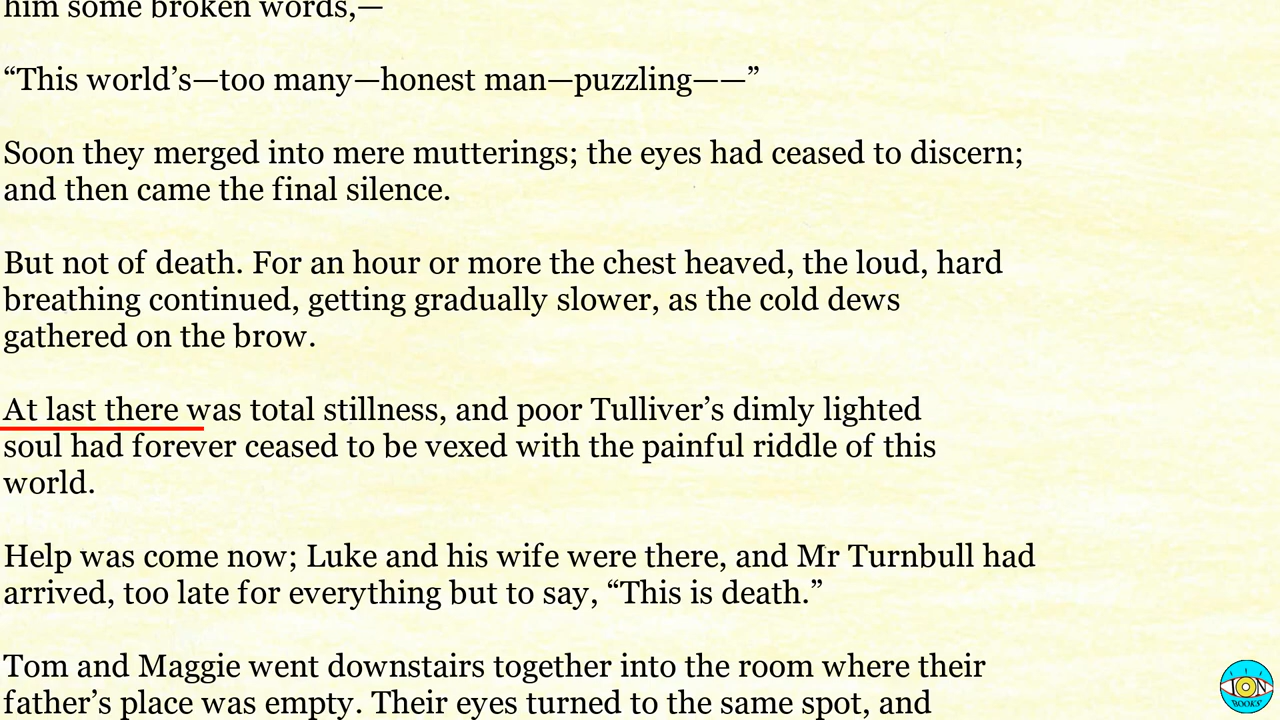 him some broken words,—
“This world’s—too many—honest man—puzzling——”
Soon they merged into mere mutterings; the eyes had ceased to discern;
and then came the final silence.
But not of death. For an hour or more the chest heaved, the loud, hard
breathing continued, getting gradually slower, as the cold dews
gathered on the brow.
At last there was total stillness, and poor Tulliver’s dimly lighted
soul had forever ceased to be vexed with the painful riddle of this
world.
Help was come now; Luke and his wife were there, and Mr Turnbull had
arrived, too late for everything but to say, “This is death.”
Tom and Maggie went downstairs together into the room where their
father’s place was empty. Their eyes turned to the same spot, and
ION
BOOKS